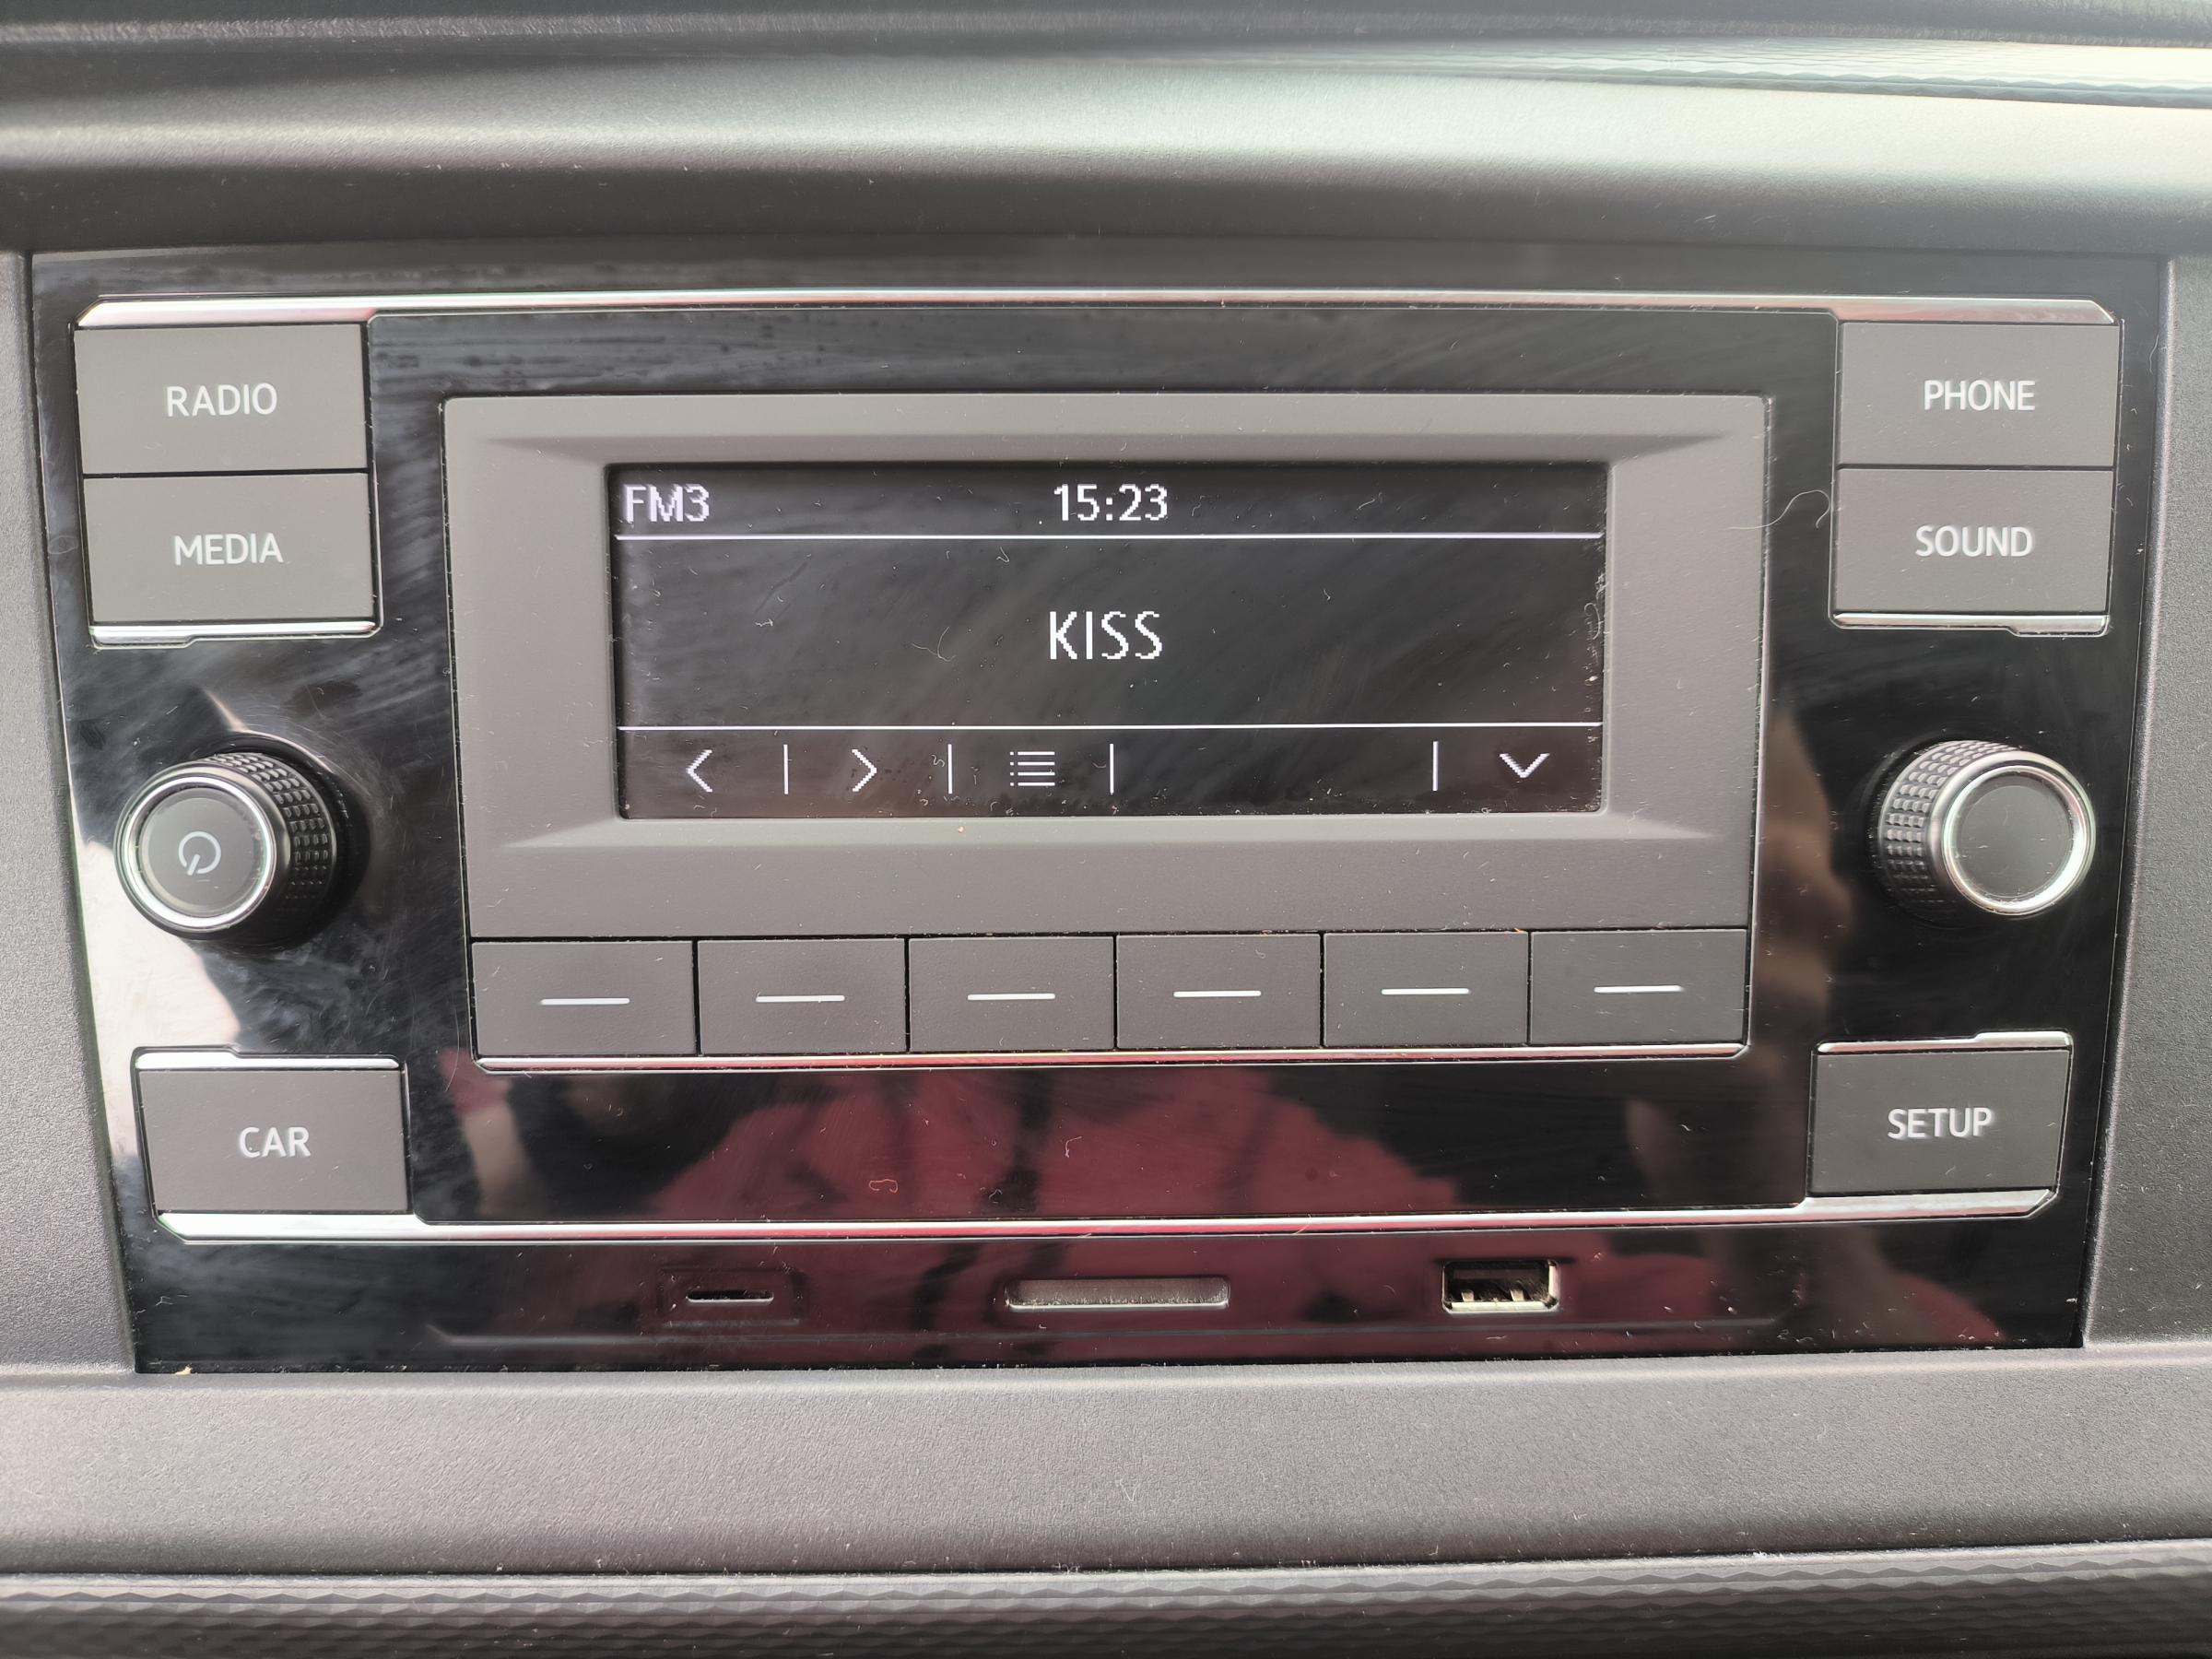 RADIO
MEDIA
FM3 15:23
KISS
PHONE
SOUND
CAR
SETUP